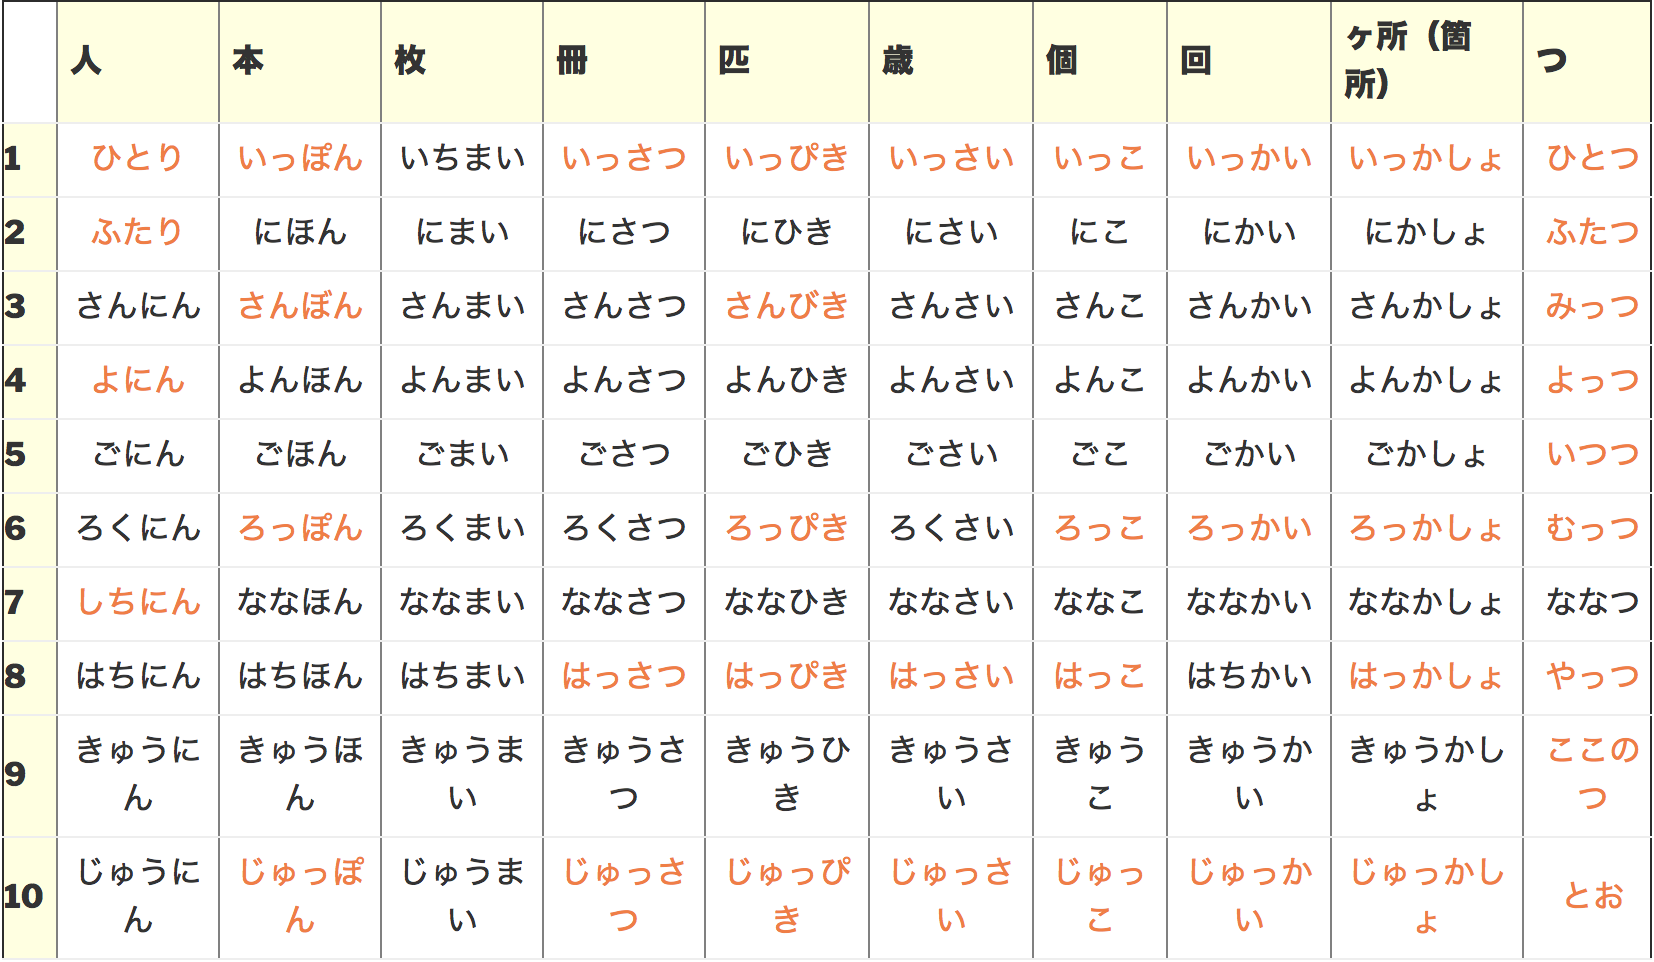 人 本 枚 冊 匹 歳 個 回 ヶ所（箇所） つ
1 ひとり いっぽん いちまい いっさつ いっぴき いっさい いっこ いっかい いっかしょ ひとつ
2 ふたり にほん にまい にさつ にひき にさい にこ にかい にかしょ ふたつ
3 さんにん さんぼん さんまい さんさつ さんびき さんさい さんこ さんかい さんかしょ みっつ
4 よにん よんほん よんまい よんさつ よんひき よんさい よんこ よんかい よんかしょ よっつ
5 ごにん ごほん ごまい ごさつ ごひき ごさい ごこ ごかい ごかしょ いつつ
6 ろくにん ろっぽん ろくまい ろくさつ ろっぴき ろくさい ろっこ ろっかい ろっかしょ むっつ
7 しちにん ななほん ななまい ななさつ ななひき ななさい ななこ ななかい ななかしょ ななつ
8 はちにん はちほん はちまい はっさつ はっぴき はっさい はっこ はちかい はっかしょ やっつ
9 きゅうにん きゅうほん きゅうまい きゅうさつ きゅうひき きゅうさい きゅうこ きゅうかい きゅうかしょ ここのつ
10 じゅうにん じゅっぽん じゅうまい じゅっさつ じゅっぴき じゅっさい じゅっこ じゅっかい じゅっかしょ とお